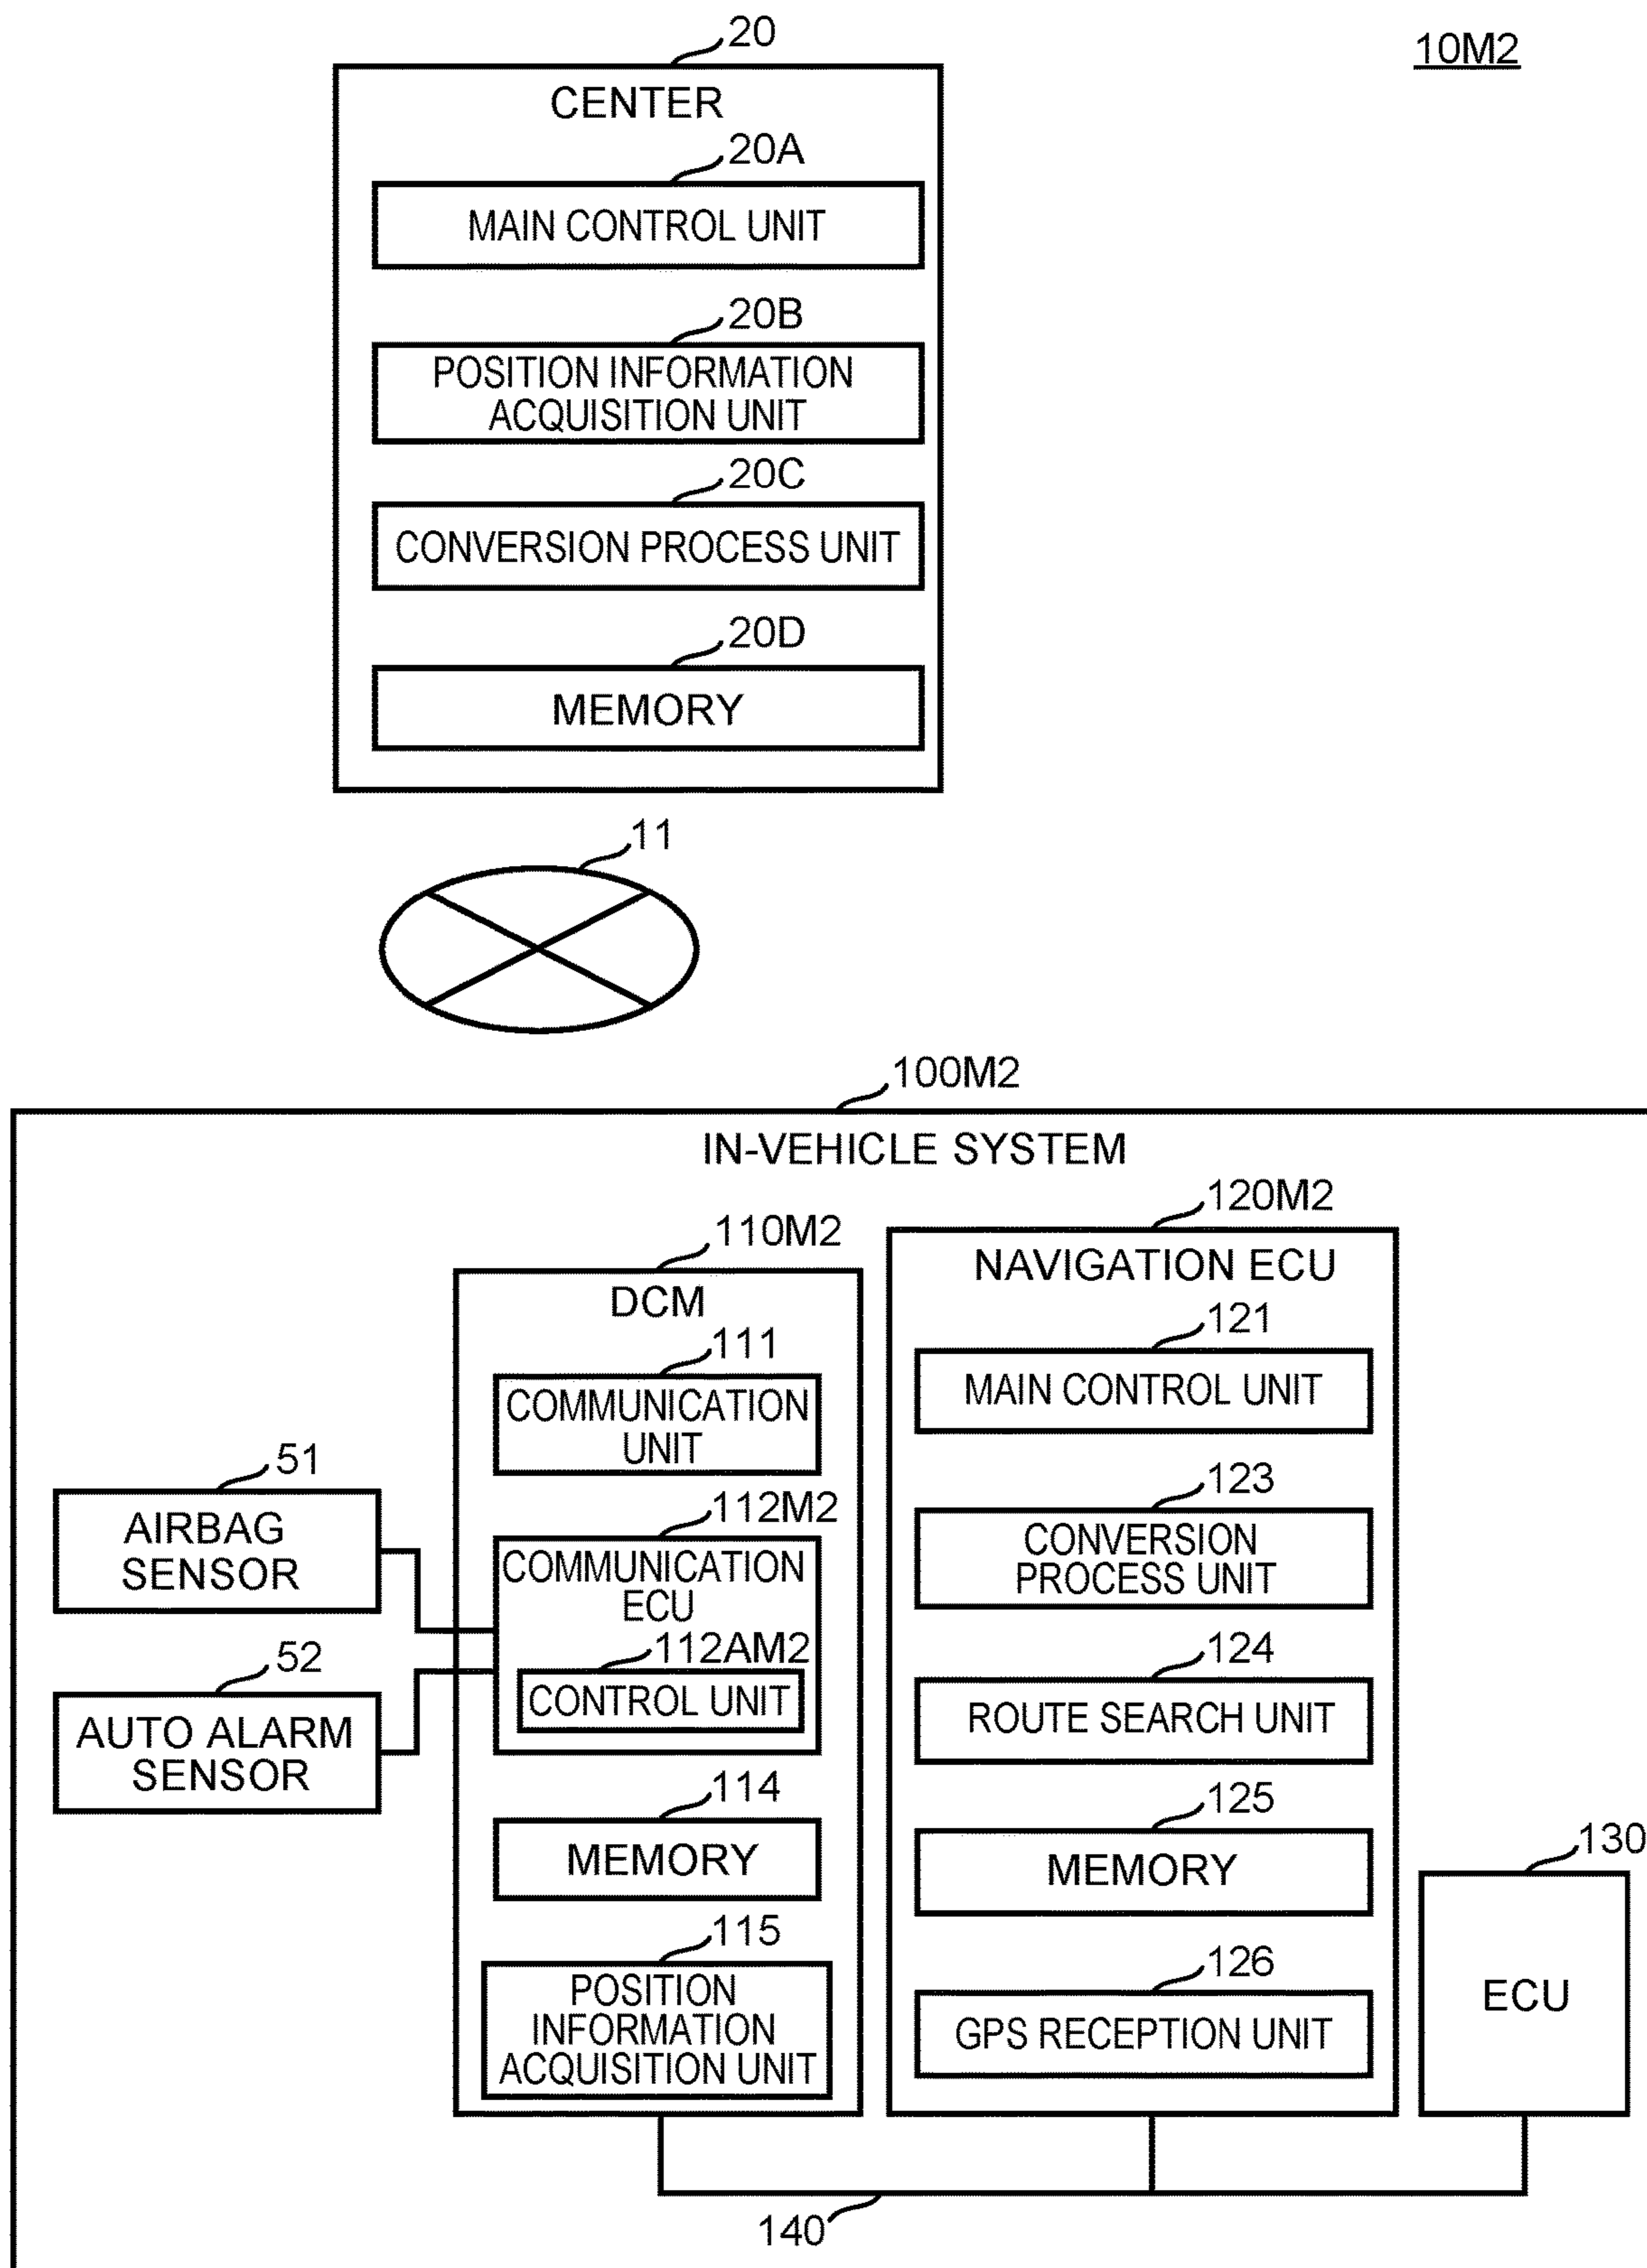 20
10M2
CENTER
20A
MAIN CONTROL UNIT
20B
POSITION INFORMATION
ACQUISITION UNIT
20C
CONVERSION PROCESS UNIT
20D
MEMORY
11
100M2
IN-VEHICLE SYSTEM
110M2
DCM
111
COMMUNICATION
UNIT
51
AIRBAG
SENSOR
112M2
COMMUNICATION
ECU
112AM2
CONTROL UNIT
52
AUTO ALARM
SENSOR
114
MEMORY
115
POSITION
INFORMATION
ACQUISITION UNIT
120M2
NAVIGATION ECU
121
MAIN CONTROL UNIT
123
CONVERSION
PROCESS UNIT
124
ROUTE SEARCH UNIT
125
MEMORY
126
GPS RECEPTION UNIT
130
ECU
140